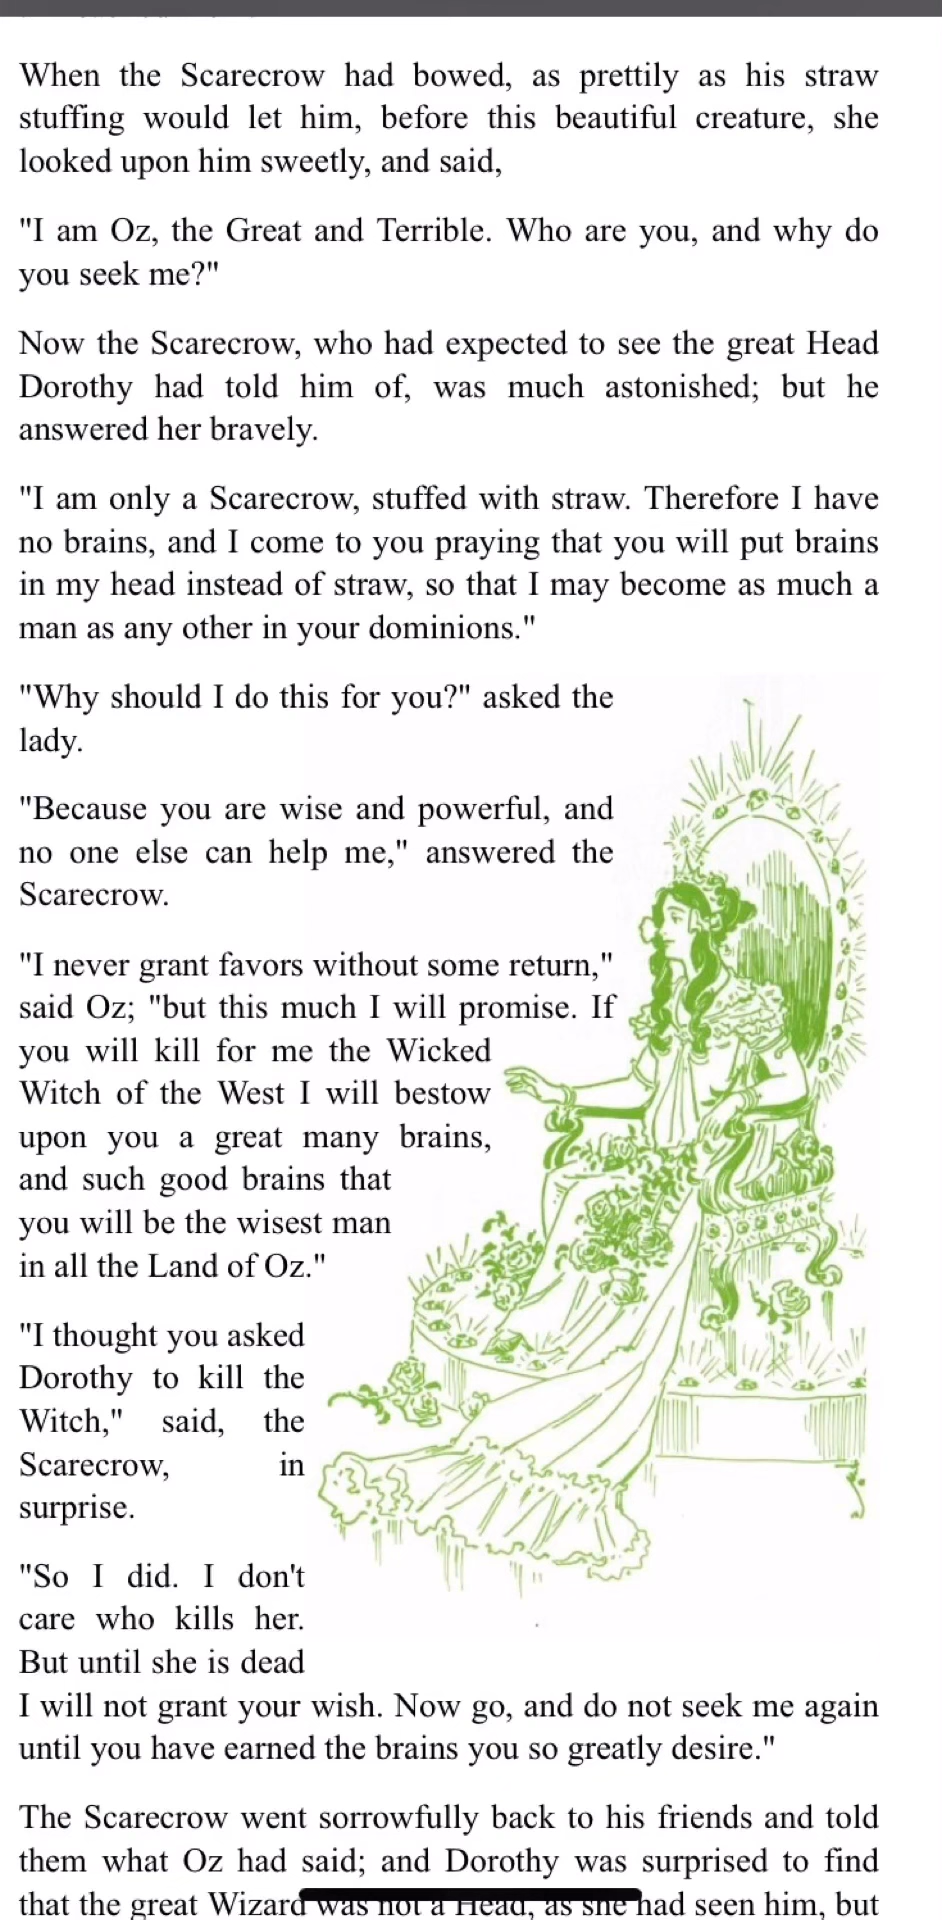 When the Scarecrow had bowed, as prettily as his straw
stuffing would let him, before this beautiful creature, she
looked upon him sweetly, and said,
"I am Oz, the Great and Terrible. Who are you, and why do
you seek me?"
Now the Scarecrow, who had expected to see the great Head
Dorothy had told him of, was much astonished; but he
answered her bravely.
"I am only a Scarecrow, stuffed with straw. Therefore I have
no brains, and I come to you praying that you will put brains
in my head instead of straw, so that I may become as much a
man as any other in your dominions."
"Why should I do this for you?" asked the
lady.
"Because you are wise and powerful, and
no one else can help me," answered the
Scarecrow.
"I never grant favors without some return,"
said Oz; "but this much I will promise. If
you will kill for me the Wicked
Witch of the West I will bestow
upon you a great many brains,
and such good brains that
you will be the wisest man
in all the Land of Oz."
"I thought you asked
Dorothy to kill the
Witch," said, the
Scarecrow, in
surprise.
"So I did. I don't
care who kills her.
But until she is dead
I will not grant your wish. Now go, and do not seek me again
until you have earned the brains you so greatly desire."
The Scarecrow went sorrowfully back to his friends and told
them what Oz had said; and Dorothy was surprised to find
that the great Wizard was not a Head, as she had seen him, but